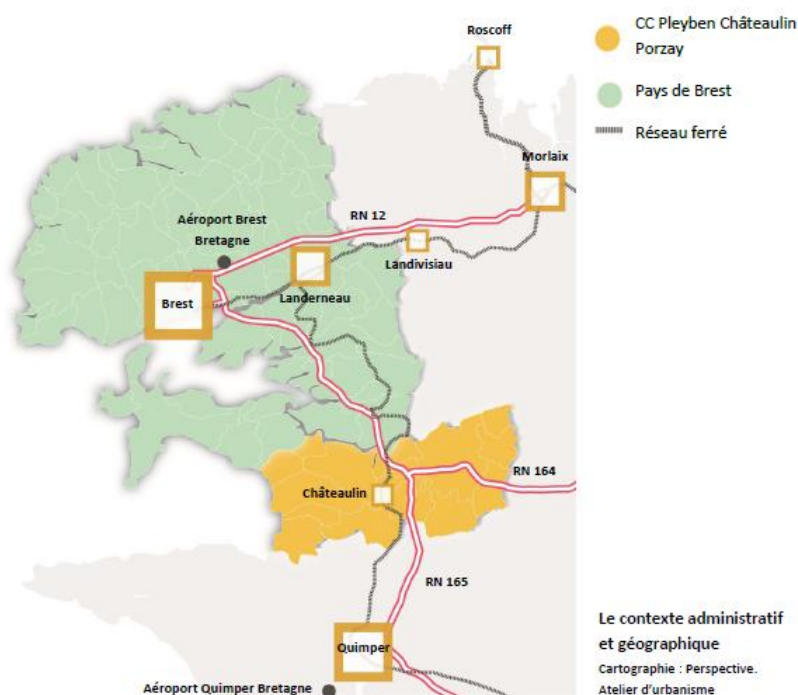 Roscoff
Morlaix
RN 12
Aéroport Brest
Bretagne
Landivisiau
Landerneau
Brest
RN 164
Châteaulin
RN 165
Quimper
Aéroport Quimper Bretagne
CC Pleyben Châteaulin
Porzay
Pays de Brest
Réseau ferré
Le contexte administratif
et géographique
Cartographie : Perspective.
Atelier d'urbanisme